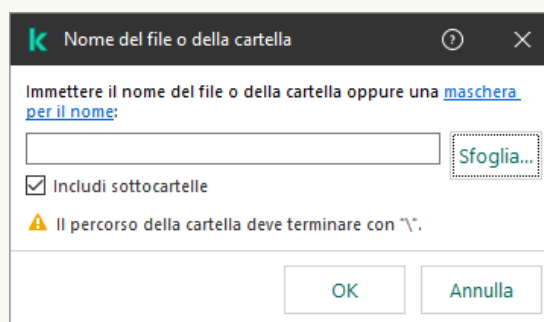 Nome del file o della cartella
Immettere il nome del file o della cartella oppure una maschera
per il nome:
Sfoglia...
Includi sottocartelle
Il percorso della cartella deve terminare con "\".
OK
Annulla